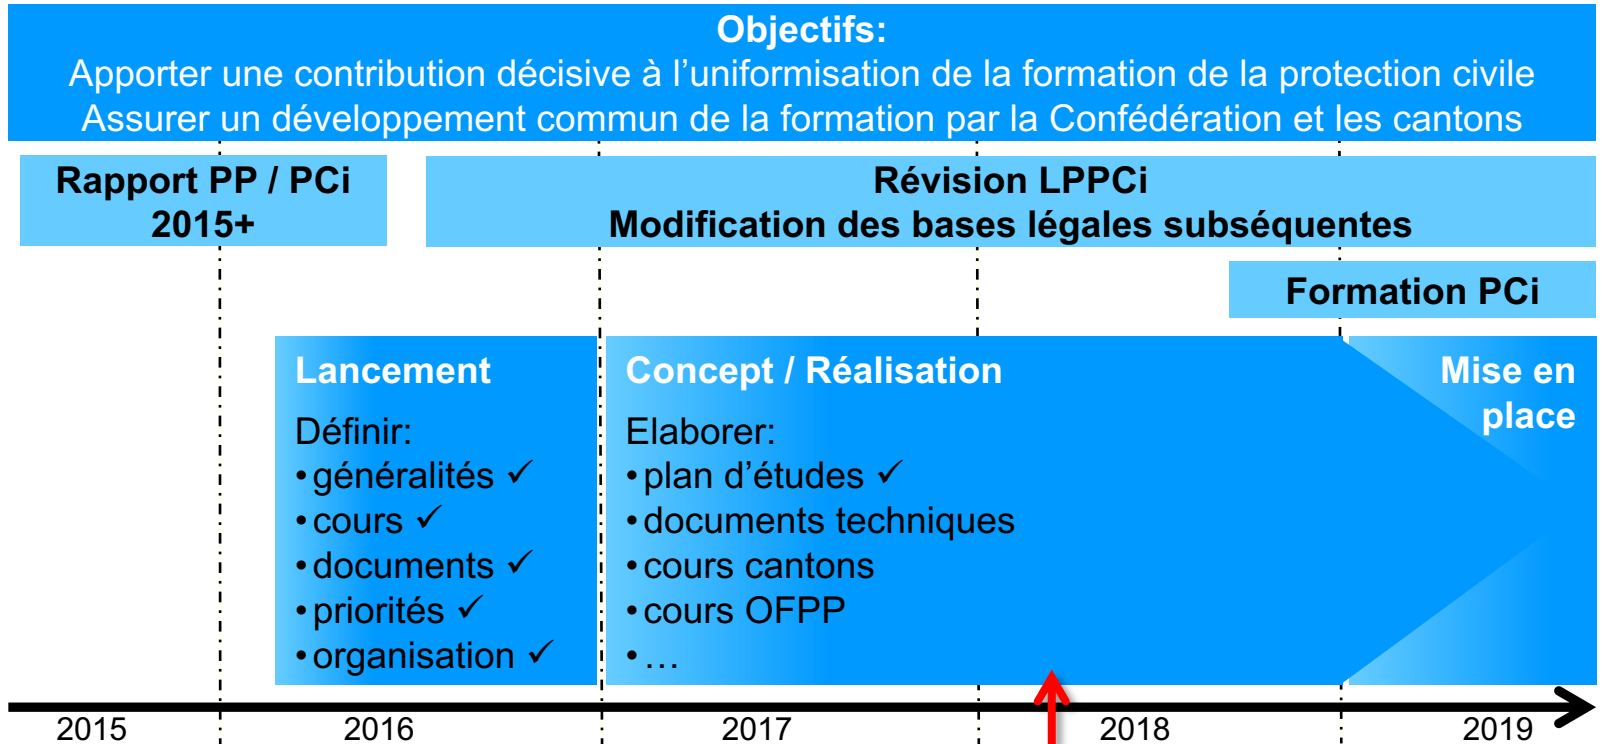 Objectifs:
Apporter une contribution décisive à l’uniformisation de la formation de la protection civile
Assurer un développement commun de la formation par la Confédération et les cantons
Rapport PP / PCi
2015+
Révision LPPCi
Modification des bases légales subséquentes
Formation PCi
Lancement
Définir:
•généralités ✓
•cours ✓
•documents ✓
•priorités ✓
•organisation ✓
Concept / Réalisation
Elaborer:
•plan d’études ✓
•documents techniques
•cours cantons
•cours OFPP
•…
Mise en
place
2015
2016
2017
2018
2019